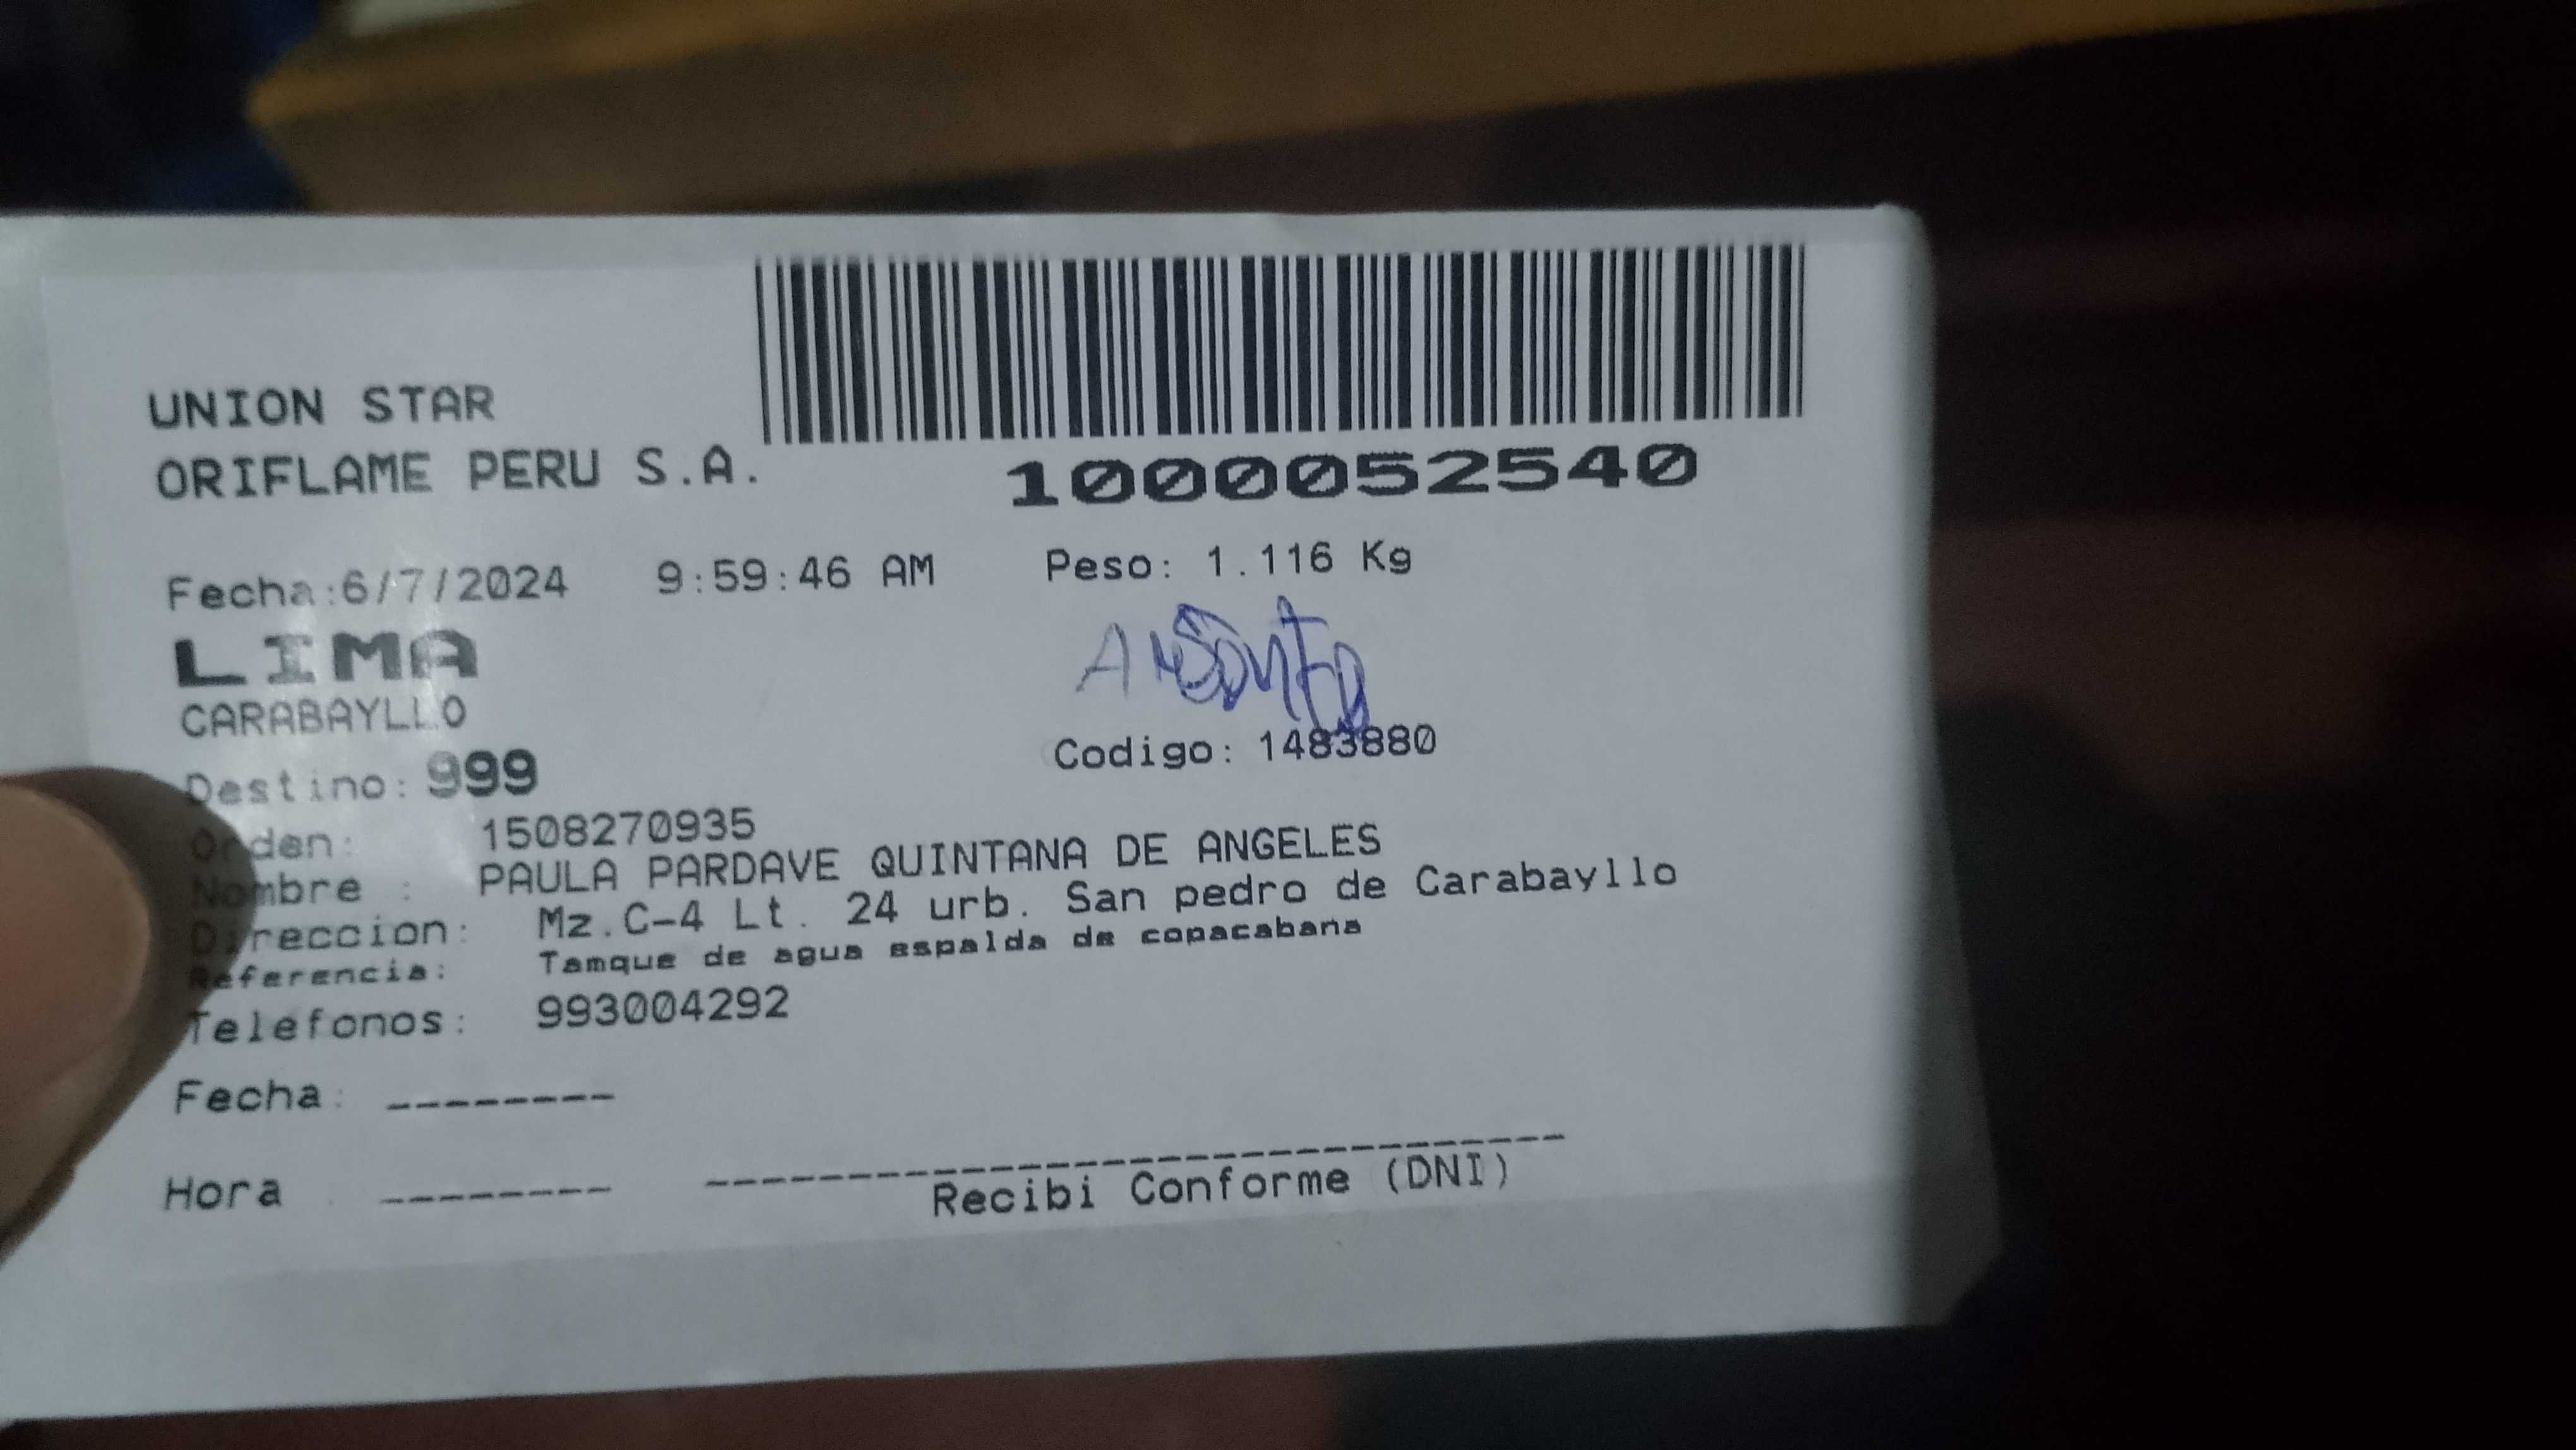 UNION STAR
ORIFLAME PERU S.A.
1000052540
Fecha:6/7/2024 9:59:46 AM Peso: 1.116 Kg
LIMA
CARABAYLLO
Destino: 999 Codigo: 1483880
Orden: 1508270935
Nombre : PAULA PARDAVE QUINTANA DE ANGELES
Direccion: Mz.C-4 Lt. 24 urb. San pedro de Carabayllo
Referencia: Tamque de agua espalda de copacabana
Telefonos: 993004292
Fecha: --------
Hora : --------
Recibi Conforme (DNI)